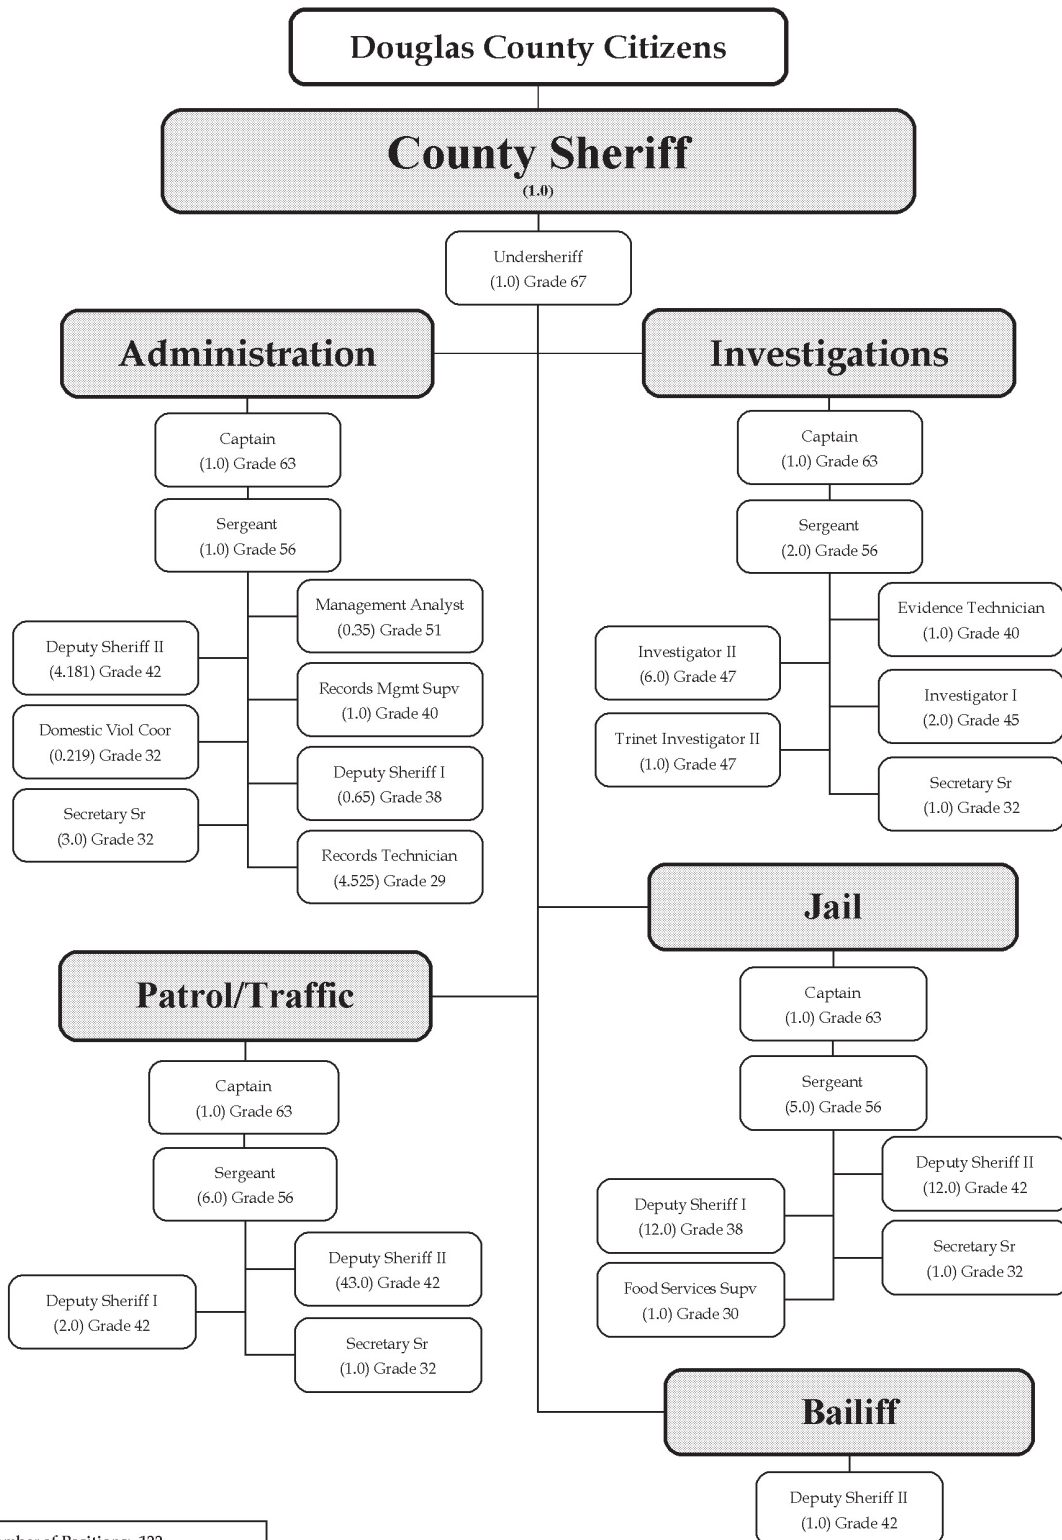 Douglas County Citizens
County Sheriff
(1.0)
Undersheriff
(1.0) Grade 67
Administration
Captain
(1.0) Grade 63
Sergeant
(1.0) Grade 56
Management Analyst
(0.35) Grade 51
Deputy Sheriff II
(4.181) Grade 42
Records Mgmt Supv
(1.0) Grade 40
Domestic Viol Coor
(0.219) Grade 32
Deputy Sheriff I
(0.65) Grade 38
Secretary Sr
(3.0) Grade 32
Records Technician
(4.525) Grade 29
Investigations
Captain
(1.0) Grade 63
Sergeant
(2.0) Grade 56
Evidence Technician
(1.0) Grade 40
Investigator II
(6.0) Grade 47
Investigator I
(2.0) Grade 45
Trinet Investigator II
(1.0) Grade 47
Secretary Sr
(1.0) Grade 32
Patrol/Traffic
Captain
(1.0) Grade 63
Sergeant
(6.0) Grade 56
Deputy Sheriff II
(43.0) Grade 42
Deputy Sheriff I
(2.0) Grade 42
Secretary Sr
(1.0) Grade 32
Jail
Captain
(1.0) Grade 63
Sergeant
(5.0) Grade 56
Deputy Sheriff II
(12.0) Grade 42
Deputy Sheriff I
(12.0) Grade 38
Secretary Sr
(1.0) Grade 32
Food Services Supv
(1.0) Grade 30
Bailiff
Deputy Sheriff II
(1.0) Grade 42
of Positions: